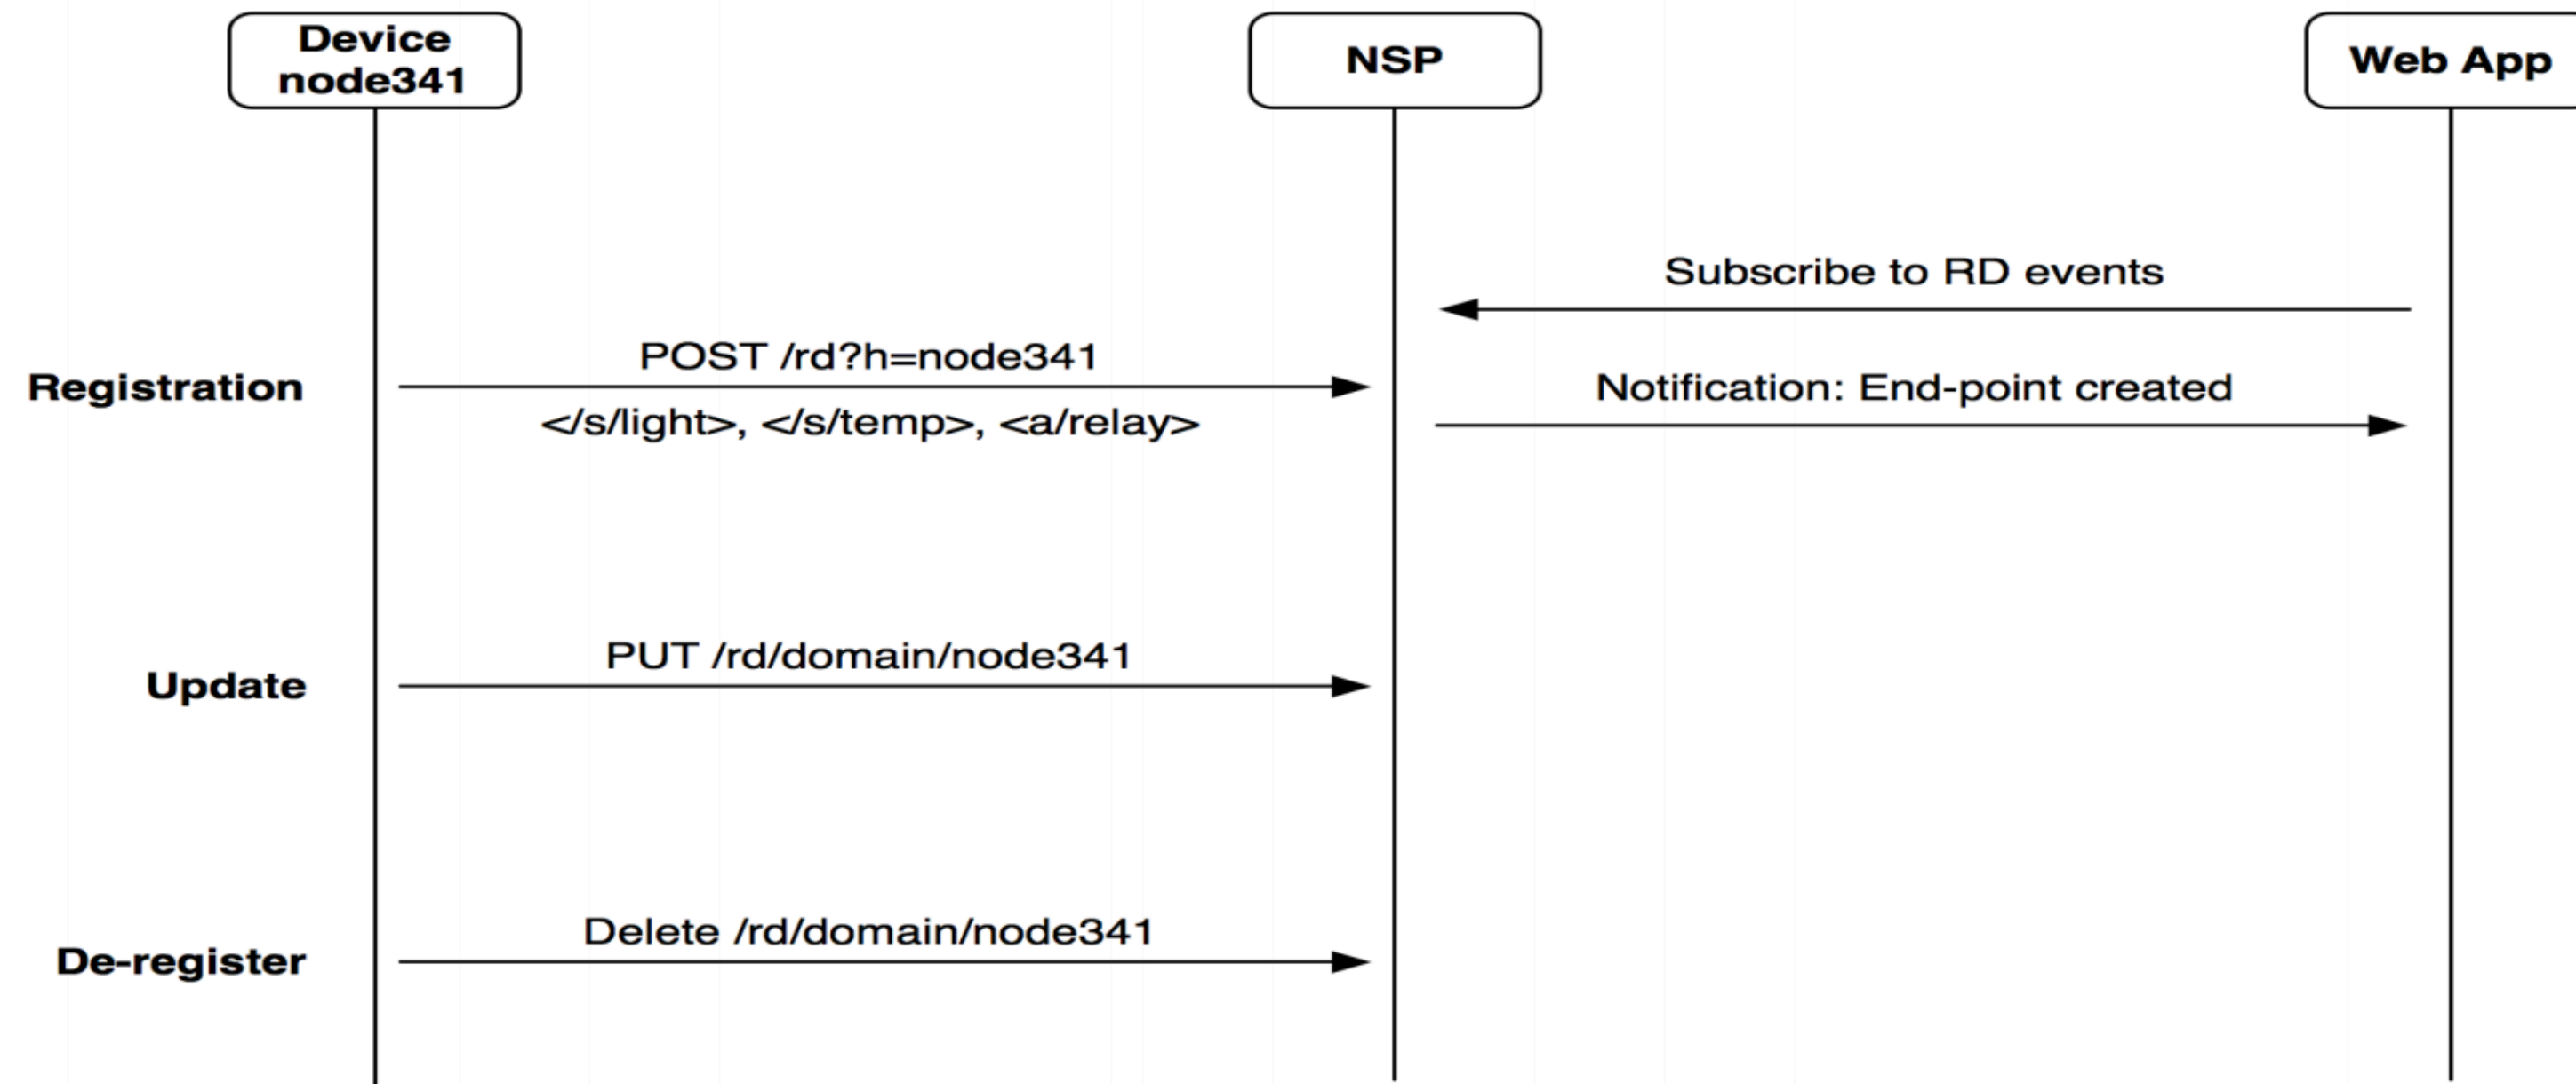 Device
node341
NSP
Web App
Subscribe to RD events
POST /rd?h=node341
Registration
Notification: End-point created
</s/light>, </s/temp>, <a/relay>
PUT /rd/domain/node341
Update
Delete /rd/domain/node341
De-register